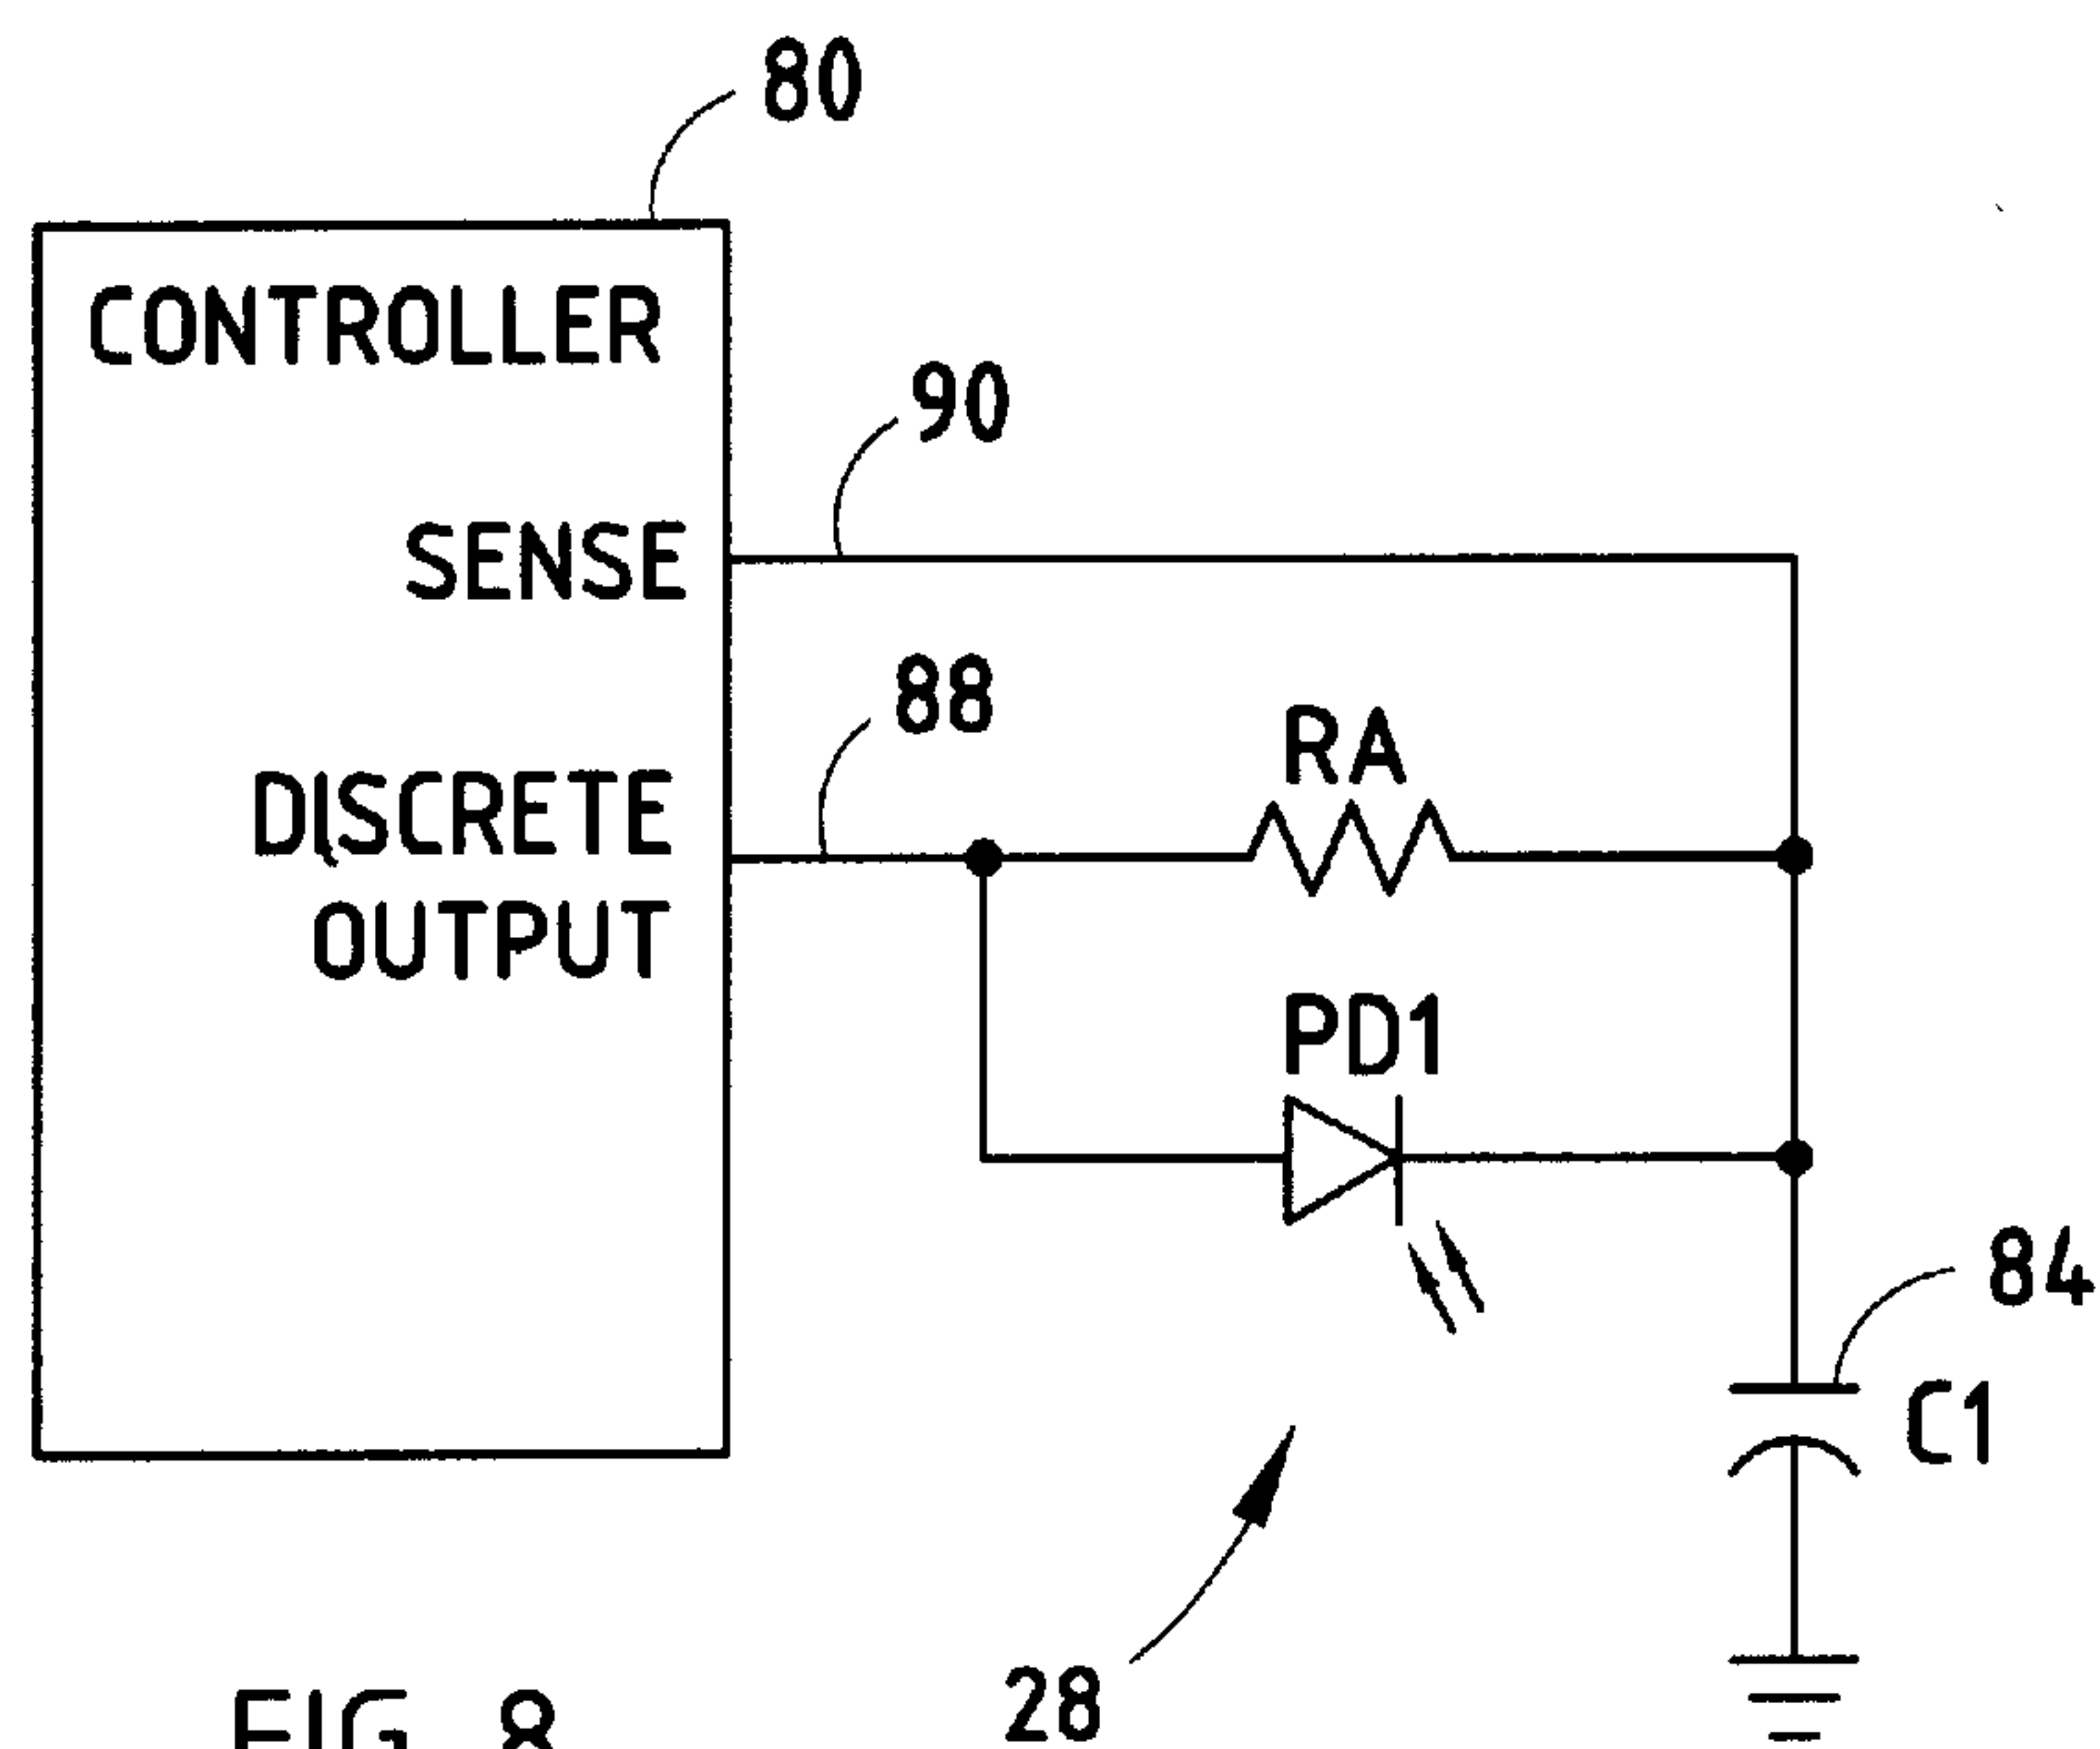 80
CONTROLLER
90
SENSE
88
RA
DISCRETE
OUTPUT
PD1
84
C1
28
FIG 8